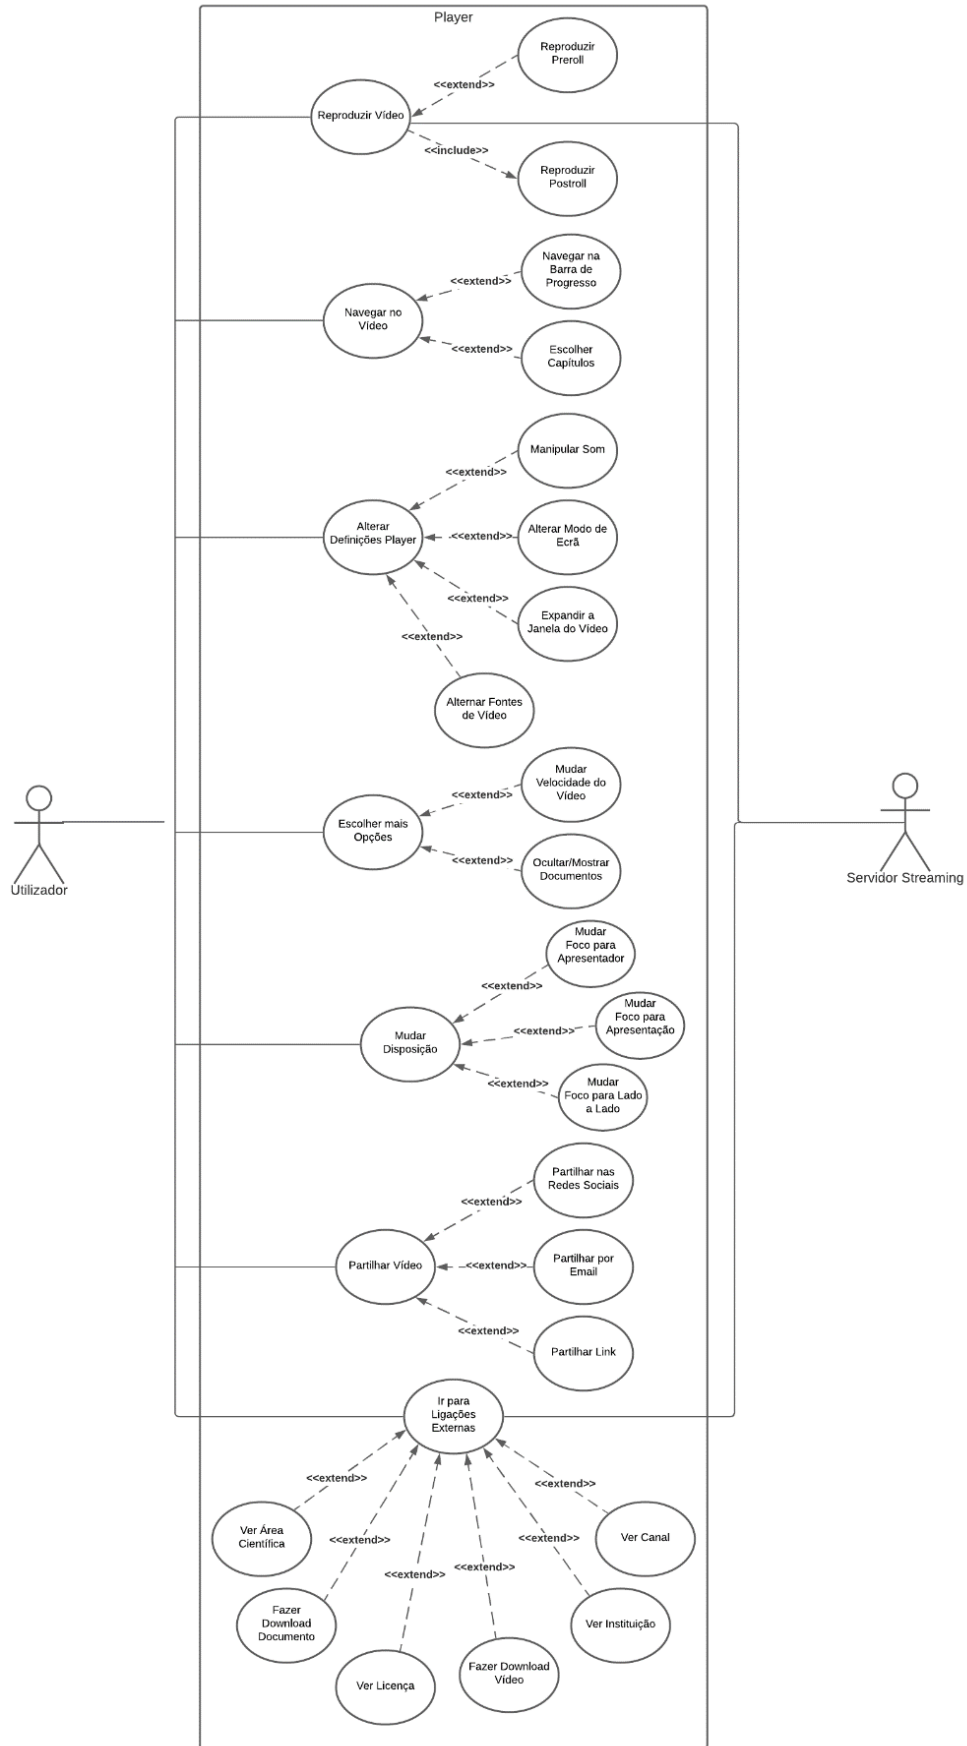 Player
Reproduzir
Preroll
<<extend>>
Reproduzir Vídeo
<<include>>
Reproduzir
Postroll
Navegar na
Barra de
Progresso
<<extend>>
Navegar no
Vídeo
<<extend>>
Escolher
Capítulos
Manipular Som
<<extend>>
Alterar
Definições Player
<<extend>>
Alterar Modo de
Ecrã
<<extend>>
Expandir a
Janela do Vídeo
<<extend>>
Alternar Fontes
de Vídeo
Mudar
Velocidade do
Vídeo
<<extend>>
Escolher mais
Opções
<<extend>>
Ocultar/Mostrar
Documentos
Utilizador
Servidor Streaming
Mudar
Foco para
Apresentador
<<extend>>
Mudar
Foco para
Apresentação
<<extend>>
Mudar
Disposição
<<extend>>
Mudar
Foco para Lado
a Lado
Partilhar nas
Redes Sociais
<<extend>>
Partilhar Vídeo
<<extend>>
Partilhar por
Email
<<extend>>
Partilhar Link
Ir para
Ligações
Externas
<<extend>>
<<extend>>
Ver Área
Científica
<<extend>>
<<extend>>
Ver Canal
<<extend>>
<<extend>>
Fazer
Download
Documento
Ver Instituição
Ver Licença
Fazer Download
Vídeo